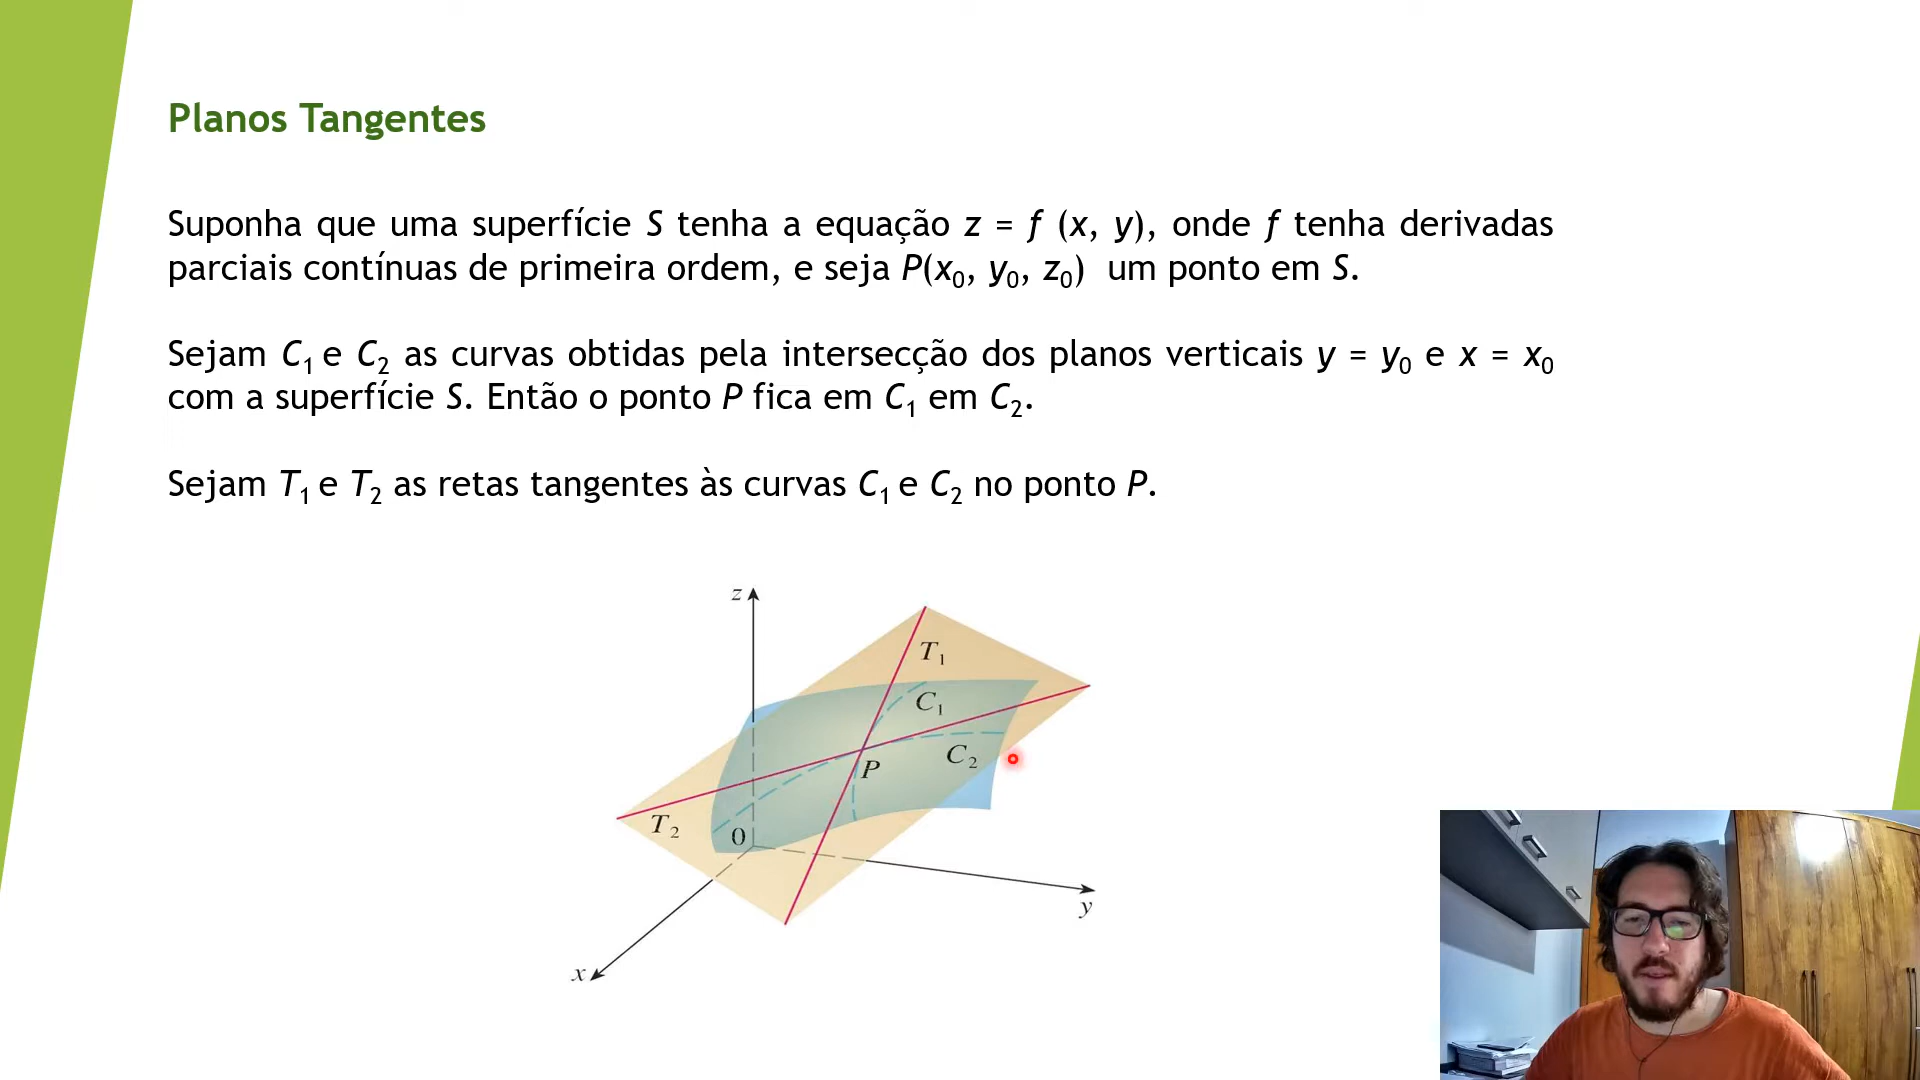 Planos Tangentes
Suponha que uma superfície S tenha a equação z = f (x, y), onde f tenha derivadas
parciais contínuas de primeira ordem, e seja P(x₀, y₀, z₀) um ponto em S.
Sejam C₁ e C₂ as curvas obtidas pela intersecção dos planos verticais y = y₀ e x = x₀
com a superfície S. Então o ponto P fica em C₁ em C₂.
Sejam T₁ e T₂ as retas tangentes às curvas C₁ e C₂ no ponto P.
z
T₁
C₁
C₂
P
T₂
0
y
x